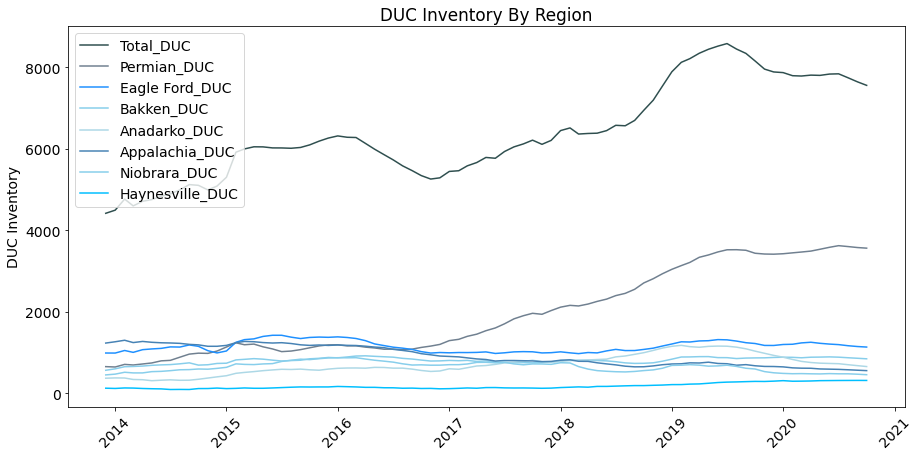 DUC Inventory By Region
Total_DUC
Permian_DUC
Eagle Ford_DUC
Bakken_DUC
Anadarko_DUC
Appalachia_DUC
Niobrara_DUC
Haynesville_DUC
DUC Inventory
8000
6000
4000
2000
0
2014
2015
2016
2017
2018
2019
2020
2021